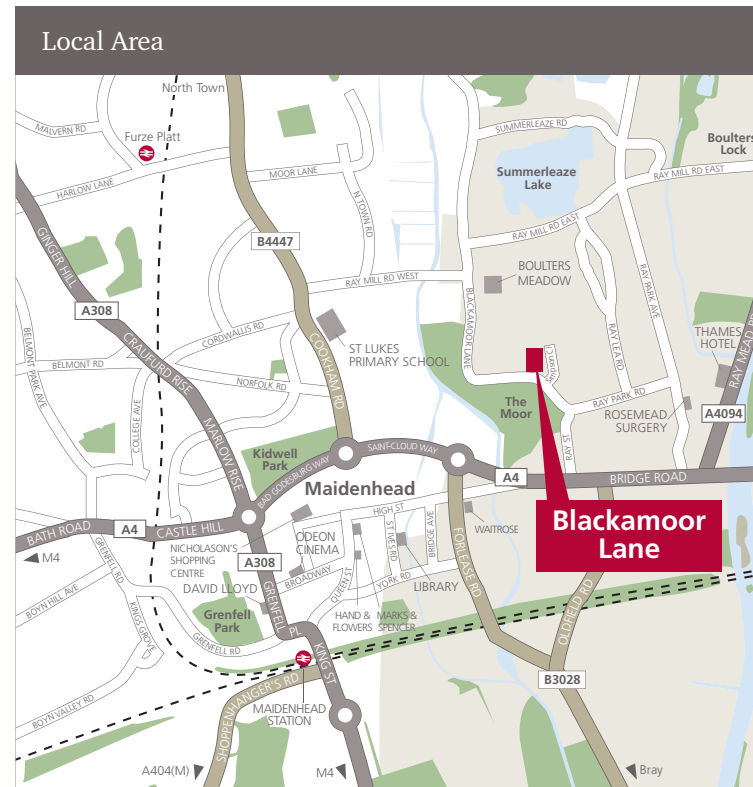 Local Area
North Town
MALVERN RD
Furze Platt
SUMMERLEAZE RD
Boulters
Lock
HARLOW LANE
MOOR LANE
Summerleaze
Lake
RAY MILL RD EAST
N TOWN RD
GINGER HILL
B4447
RAY MILL RD EAST
BOULTERS
MEADOW
RAY MILL RD WEST
BLACKAMOOR LANE
RAY PARK AVE
A308
CORDWALLIS RD
COOKHAM RD
ST LUKES
PRIMARY SCHOOL
RAY LEA RD
THAMES
HOTEL
RAY MEAD
BELMONT PARK AVE
BELMONT RD
CRAUFURD RISE
NORFOLK RD
COLLEGE AVE
The
Moor
RAY PARK RD
ROSEMEAD
SURGERY
A4094
MARLOW RISE
Kidwell
Park
SAINT-CLOUD WAY
RAY ST
BAD GODESBURG WAY
A4
BRIDGE ROAD
Maidenhead
HIGH ST
BATH ROAD
A4
CASTLE HILL
NICHOLASON'S
SHOPPING
CENTRE
ODEON
CINEMA
ST IVES RD
BRIDGE AVE
WAITROSE
FORLEASE RD
Blackamoor
Lane
M4
GRENFELL RD
A308
BROADWAY
QUEEN ST
YORK RD
LIBRARY
DAVID LLOYD
BOYN HILL AVE
KINGS GROVE
Grenfell
Park
GRENFELL PL
HAND &
FLOWERS
MARKS &
SPENCER
OLDFIELD RD
GRENFELL RD
KING ST
B3028
BOYN VALLEY RD
SHOPPENHANGER'S RD
MAIDENHEAD
STATION
A404(M)
M4
Bray